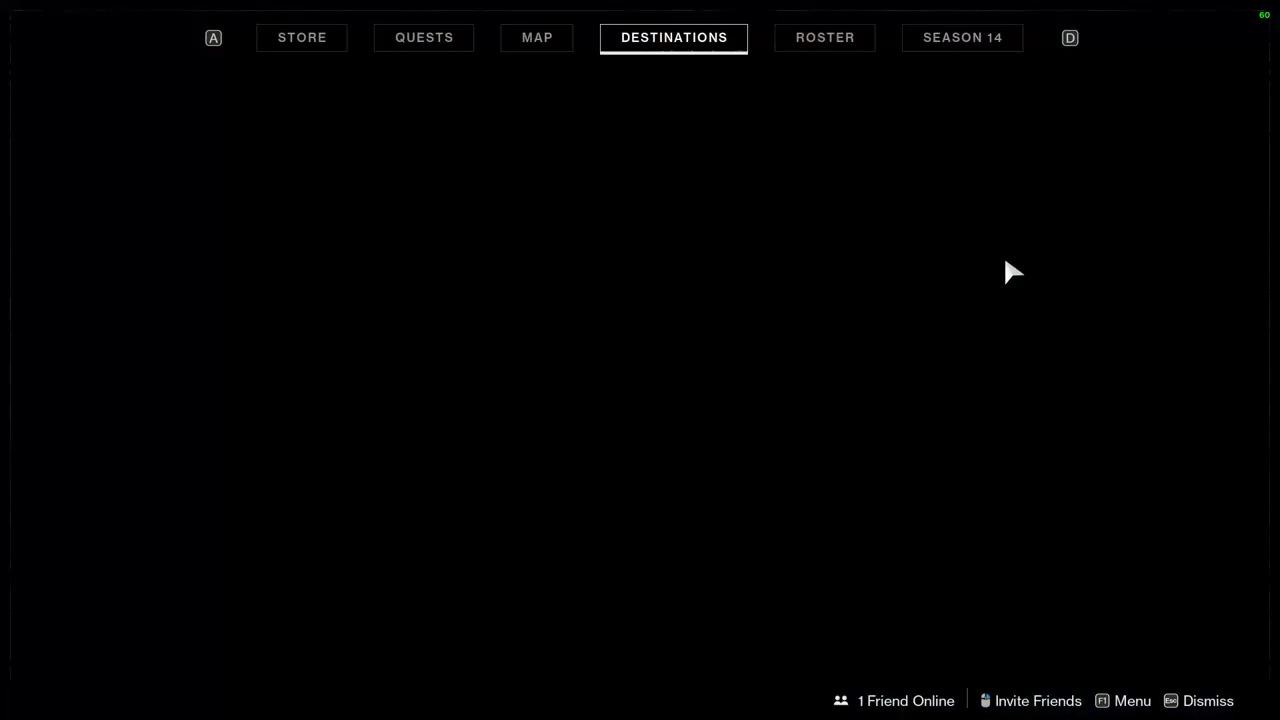 60
A STORE QUESTS MAP DESTINATIONS ROSTER SEASON 14 D
1 Friend Online Invite Friends F1 Menu Esc Dismiss